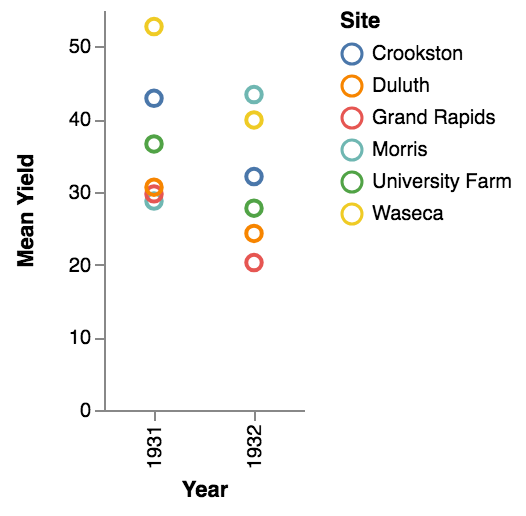 Site
Crookston
Duluth
Grand Rapids
Morris
University Farm
Waseca
Mean Yield
50
40
30
20
10
0
1931
1932
Year